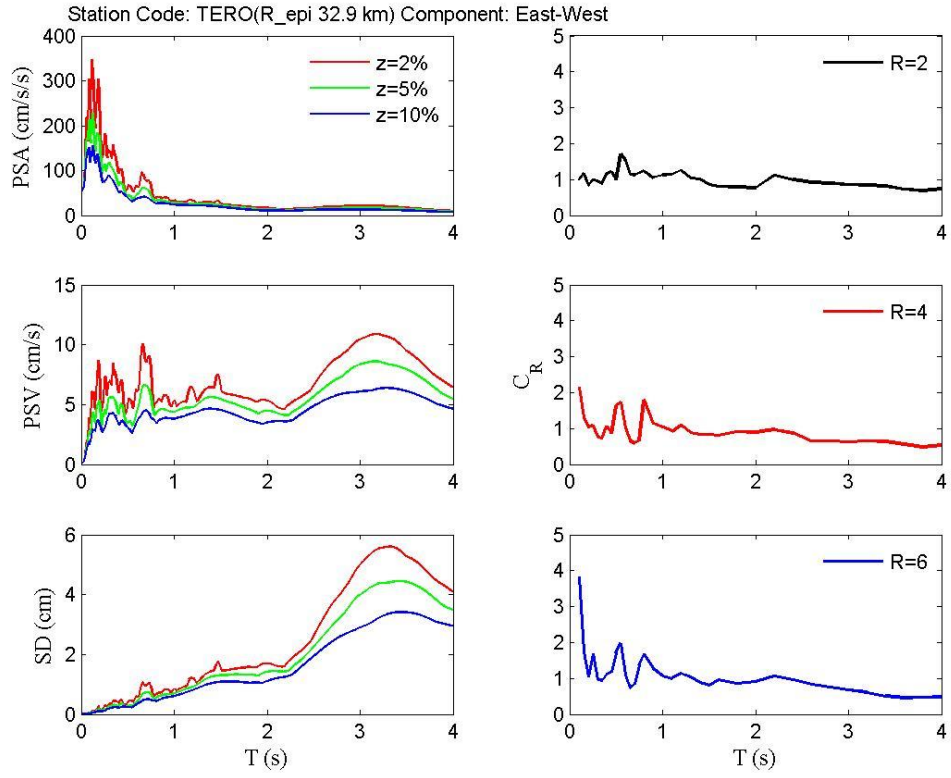 Station Code: TERO(R_epi 32.9 km) Component: East-West
400
300
200
100
0
PSA (cm/s/s)
z=2%
z=5%
z=10%
0 1 2 3 4
5
4
3
2
1
0
R=2
0 1 2 3 4
15
10
5
0
PSV (cm/s)
0 1 2 3 4
5
4
3
2
1
0
C_R
R=4
0 1 2 3 4
6
4
2
0
SD (cm)
0 1 2 3 4
T (s)
5
4
3
2
1
0
R=6
0 1 2 3 4
T (s)